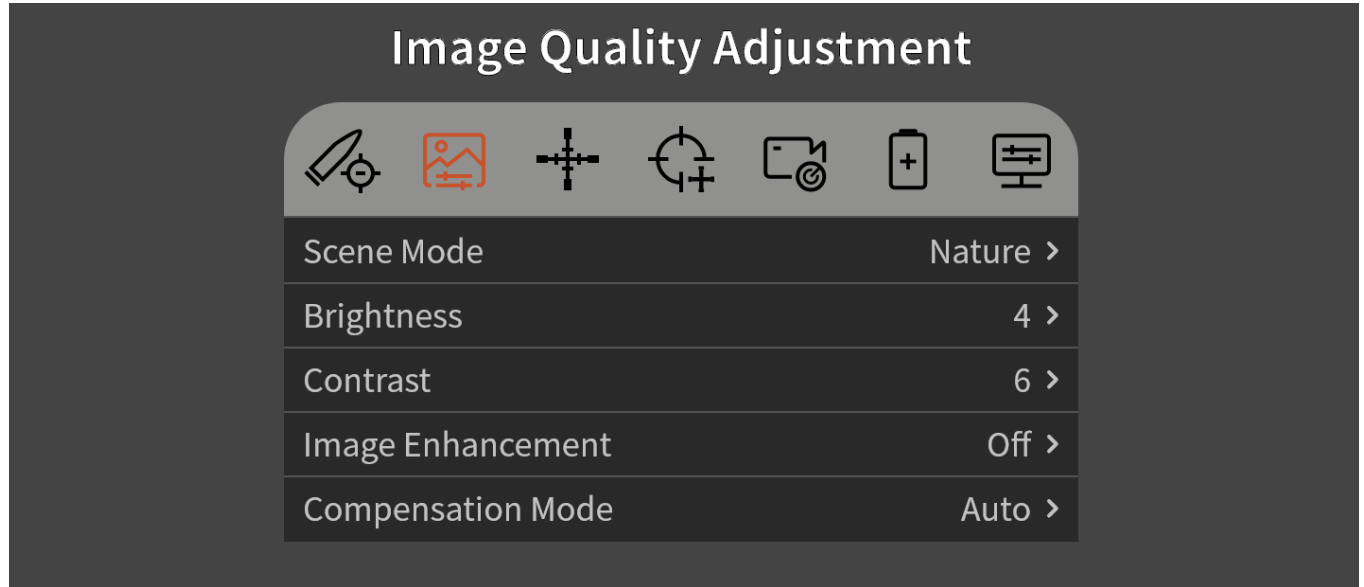 Image Quality Adjustment
Scene Mode Nature >
Brightness 4 >
Contrast 6 >
Image Enhancement Off >
Compensation Mode Auto >